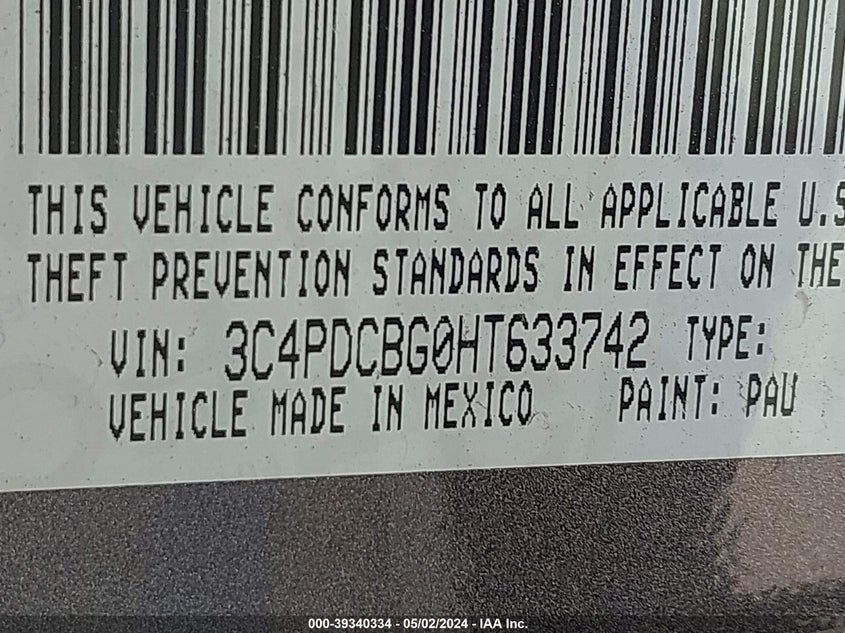 THIS VEHICLE CONFORMS TO ALL APPLICABLE U.S
THEFT PREVENTION STANDARDS IN EFFECT ON THE
VIN: 3C4PDCBG0HT633742 TYPE:
VEHICLE MADE IN MEXICO PAINT: PAU
000-39340334 - 05/02/2024 - IAA Inc.